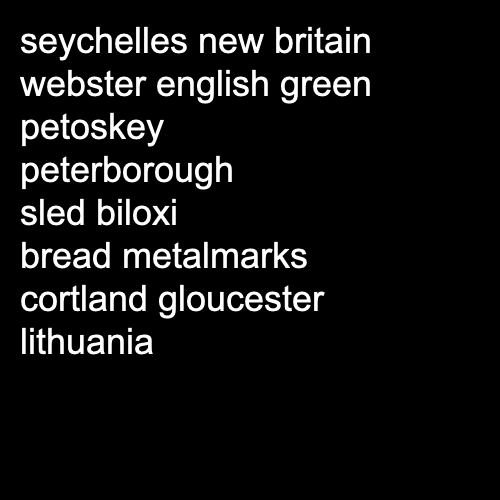 seychelles new britain
webster english green
petoskey
peterborough
sled biloxi
bread metalmarks
cortland gloucester
lithuania